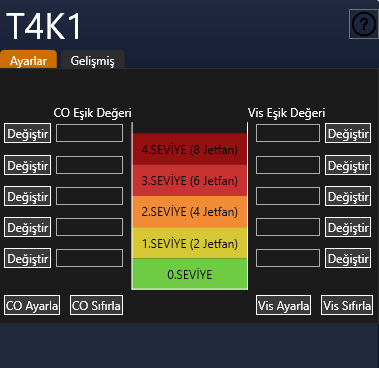 T4K1
?
Ayarlar Gelişmiş
CO Eşik Değeri Vis Eşik Değeri
Değiştir Değiştir
4.SEVİYE (8 Jetfan)
Değiştir Değiştir
3.SEVİYE (6 Jetfan)
Değiştir Değiştir
2.SEVİYE (4 Jetfan)
Değiştir Değiştir
1.SEVİYE (2 Jetfan)
Değiştir Değiştir
0.SEVİYE
CO Ayarla CO Sıfırla Vis Ayarla Vis Sıfırla